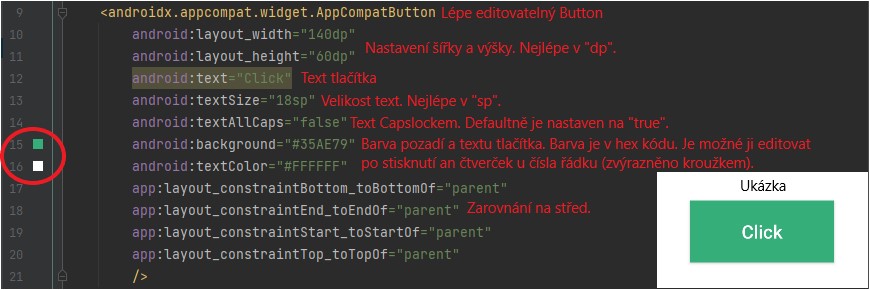 9 <androidx.appcompat.widget.AppCompatButton Lépe editovatelný Button
10 android:layout_width="140dp"
11 android:layout_height="60dp" Nastavení šířky a výšky. Nejlépe v "dp".
12 android:text="Click" Text tlačítka
13 android:textSize="18sp" Velikost text. Nejlépe v "sp".
14 android:textAllCaps="false" Text Capslockem. Defaultně je nastaven na "true".
15 android:background="#35AE79" Barva pozadí a textu tlačítka. Barva je v hex kódu. Je možné ji editovat
16 android:textColor="#FFFFFF" po stisknutí an čtverček u čísla řádku (zvýrazněno kroužkem).
17 app:layout_constraintBottom_toBottomOf="parent"
18 app:layout_constraintEnd_toEndOf="parent" Zarovnání na střed.
19 app:layout_constraintStart_toStartOf="parent"
20 app:layout_constraintTop_toTopOf="parent"
21 />
Ukázka
Click